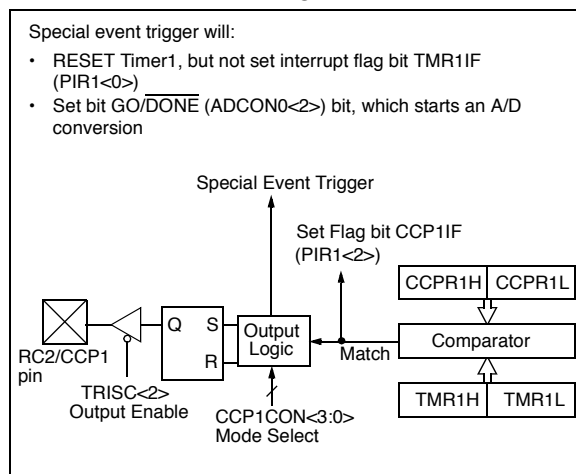 Special event trigger will:
• RESET Timer1, but not set interrupt flag bit TMR1IF
(PIR1<0>)
• Set bit GO/DONE (ADCON0<2>) bit, which starts an A/D
conversion
Special Event Trigger
Set Flag bit CCP1IF
(PIR1<2>)
CCPR1H CCPR1L
Q S Output
Logic
R
Match
Comparator
RC2/CCP1
pin
TRISC<2>
Output Enable
CCP1CON<3:0>
Mode Select
TMR1H TMR1L